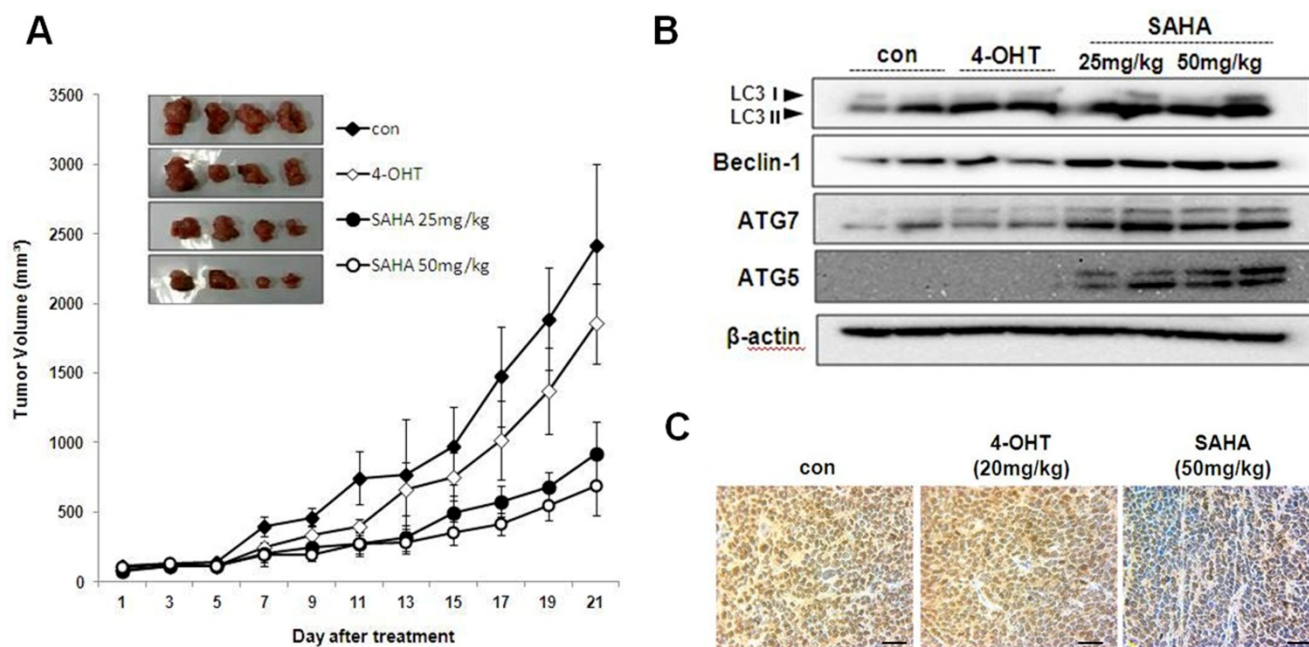 A
3500
3000
2500
2000
1500
1000
500
0
Tumor Volume (mm³)
con
4-OHT
SAHA 25mg/kg
SAHA 50mg/kg
1 3 5 7 9 11 13 15 17 19 21
Day after treatment
B
SAHA
con 4-OHT 25mg/kg 50mg/kg
LC3 I
LC3 II
Beclin-1
ATG7
ATG5
β-actin
C
con
4-OHT
(20mg/kg)
SAHA
(50mg/kg)